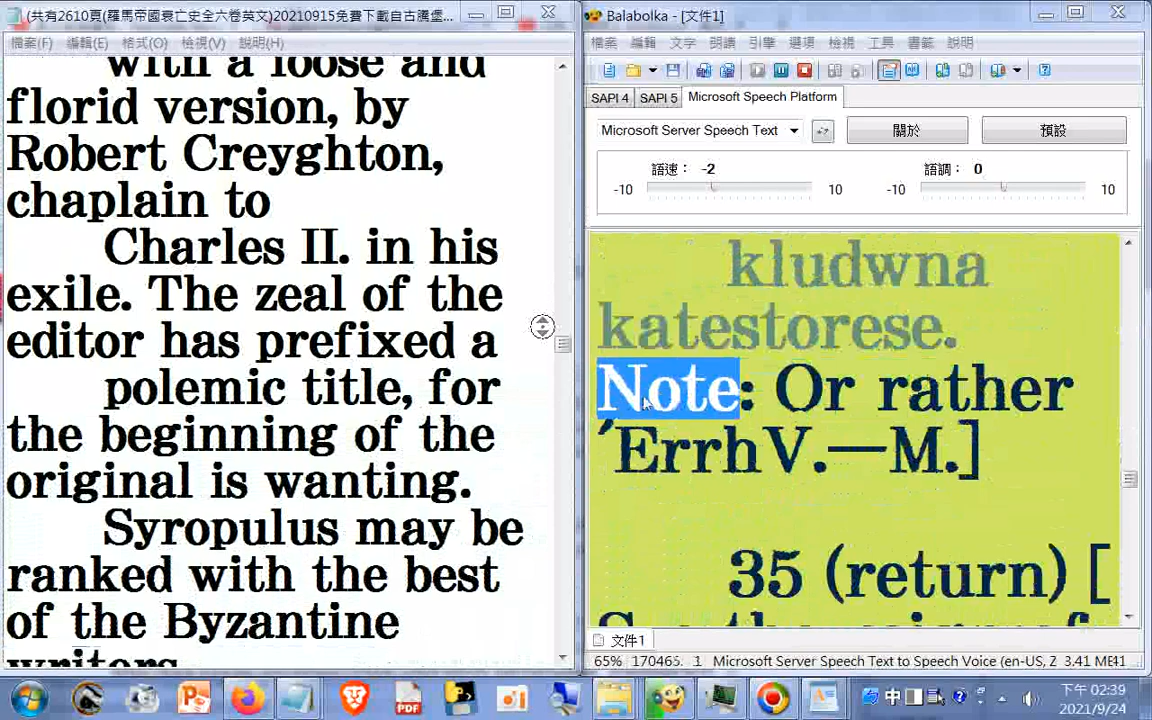 (共有2610頁(羅馬帝國衰亡史全六卷英文)20210915免費下載自古騰堡...
檔案(F) 編輯(E) 格式(O) 檢視(V) 說明(H)
with a loose and
florid version, by
Robert Creyghton,
chaplain to
Charles II. in his
exile. The zeal of the
editor has prefixed a
polemic title, for
the beginning of the
original is wanting.
Syropulus may be
ranked with the best
of the Byzantine
writers
Balabolka - [文件1]
檔案 編輯 文字 朗讀 引擎 選項 檢視 工具 書籤 說明
SAPI 4 SAPI 5 Microsoft Speech Platform
Microsoft Server Speech Text 關於 預設
語速: -2 語調: 0
-10 10 -10 10
kludwna
katestorese.
Note: Or rather
´ErrhV.—M.]
35 (return) [
文件1
65% 170465. 1 Microsoft Server Speech Text to Speech Voice (en-US, Z 3.41 ME41
中
下午 02:39
2021/9/24